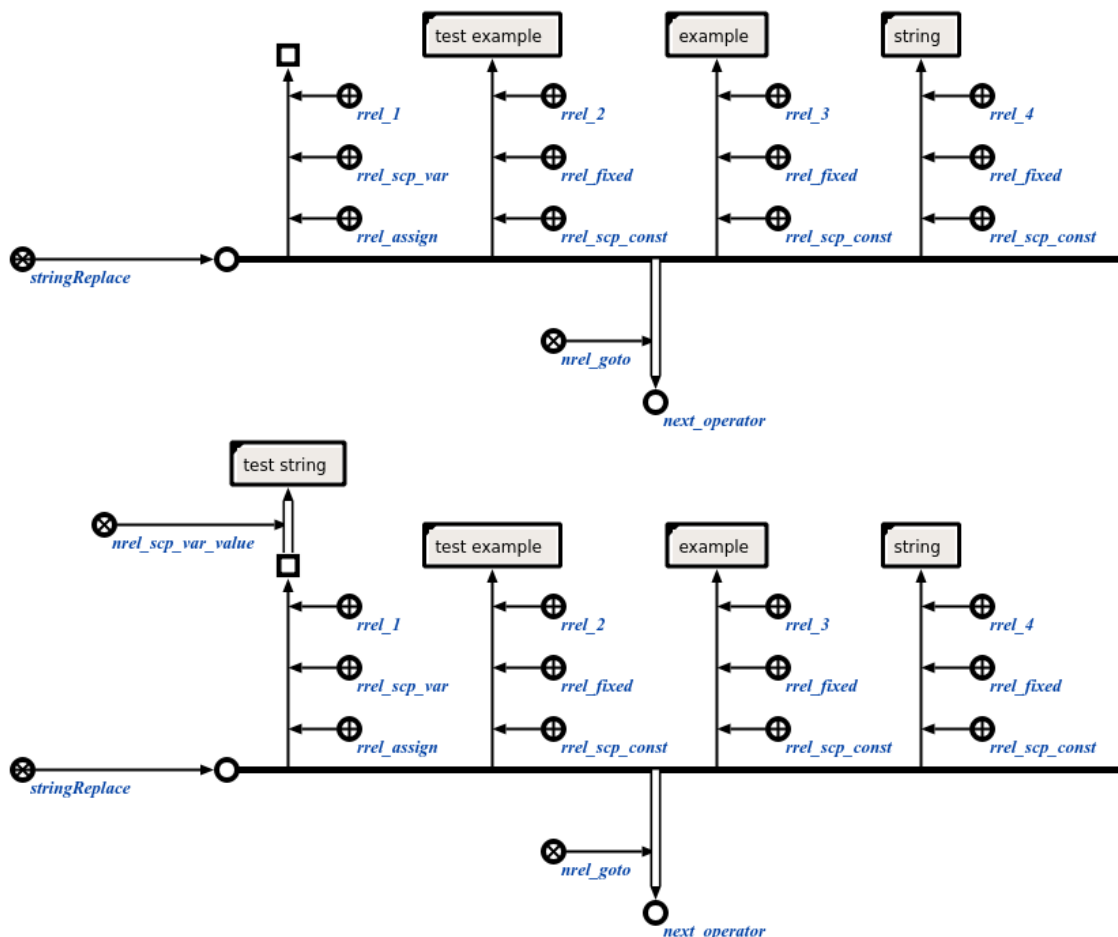 test example
example
string
rrel_1
rrel_2
rrel_3
rrel_4
rrel_scp_var
rrel_fixed
rrel_fixed
rrel_fixed
rrel_assign
rrel_scp_const
rrel_scp_const
rrel_scp_const
stringReplace
nrel_goto
next_operator
test string
nrel_scp_var_value
test example
example
string
rrel_1
rrel_2
rrel_3
rrel_4
rrel_scp_var
rrel_fixed
rrel_fixed
rrel_fixed
rrel_assign
rrel_scp_const
rrel_scp_const
rrel_scp_const
stringReplace
nrel_goto
next_operator